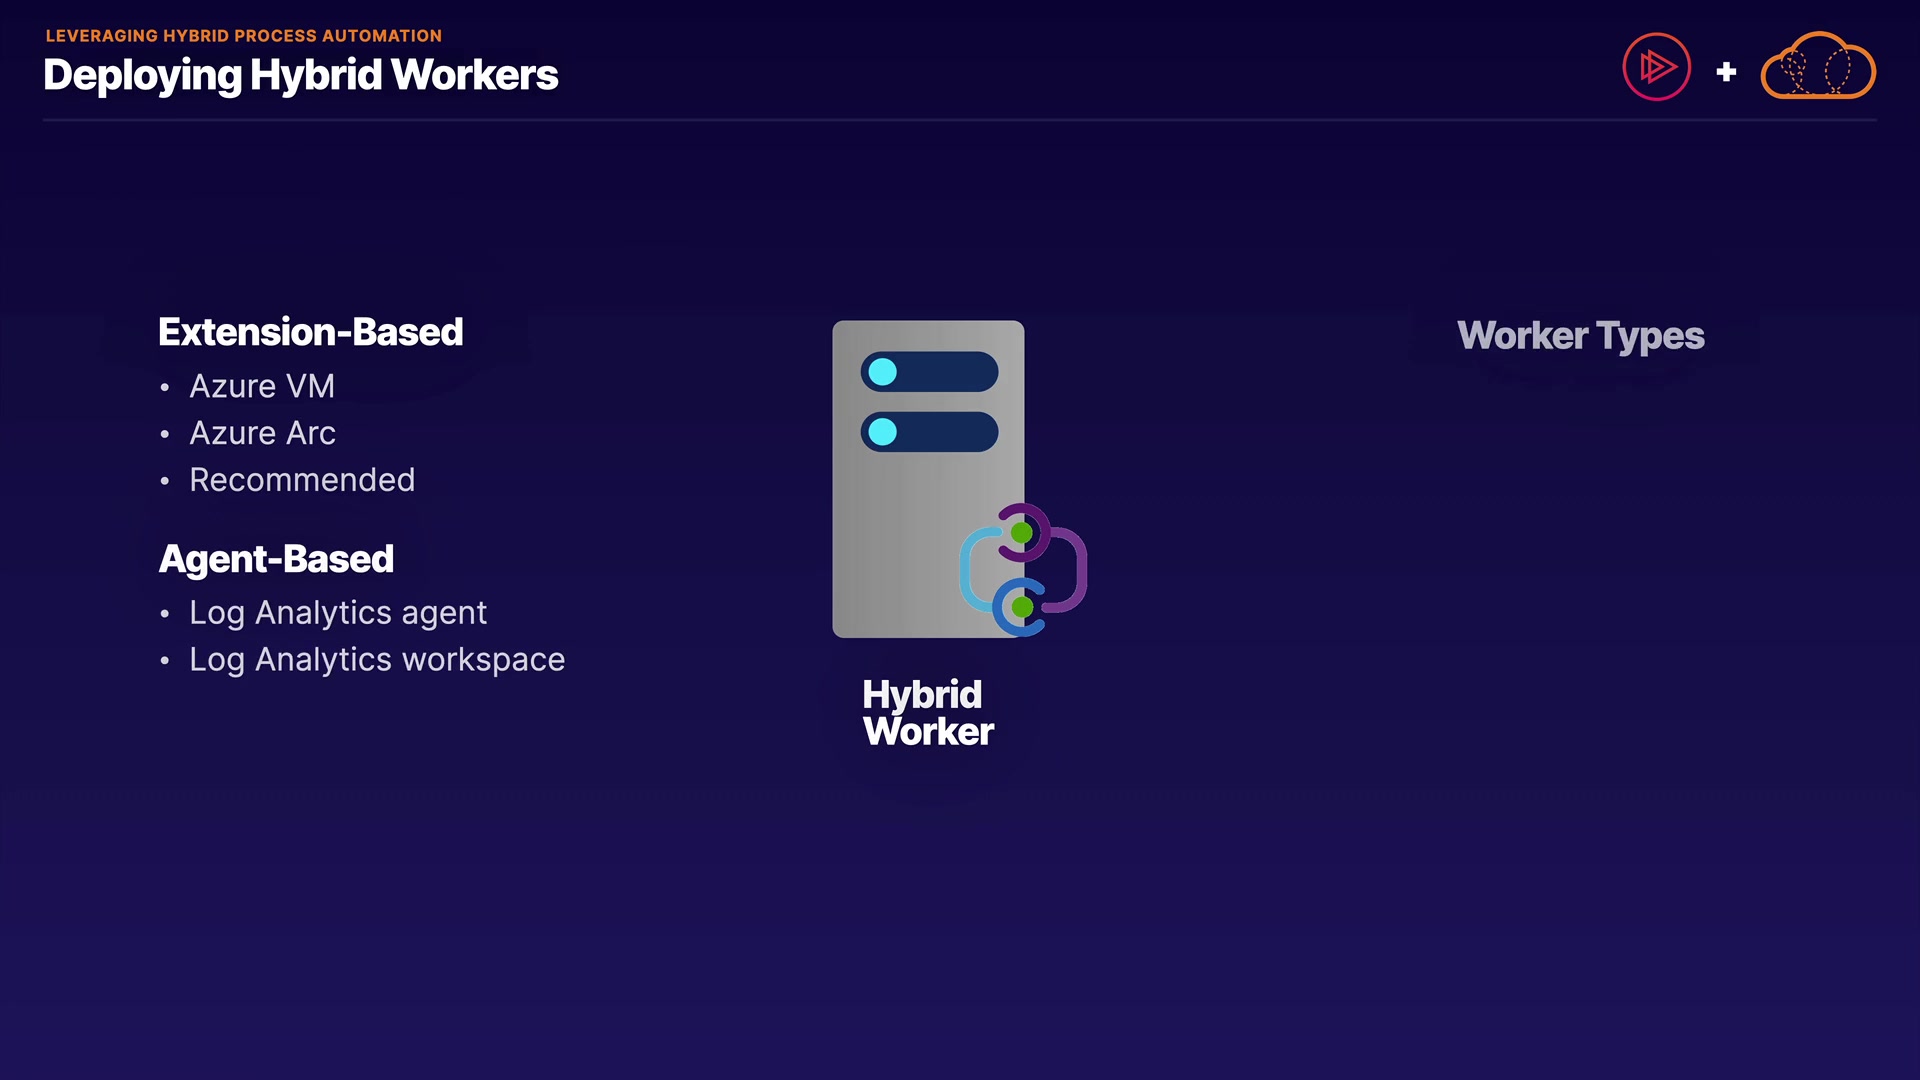 LEVERAGING HYBRID PROCESS AUTOMATION
Deploying Hybrid Workers
+
Extension-Based
• Azure VM
• Azure Arc
• Recommended
Agent-Based
• Log Analytics agent
• Log Analytics workspace
Hybrid
Worker
Worker Types